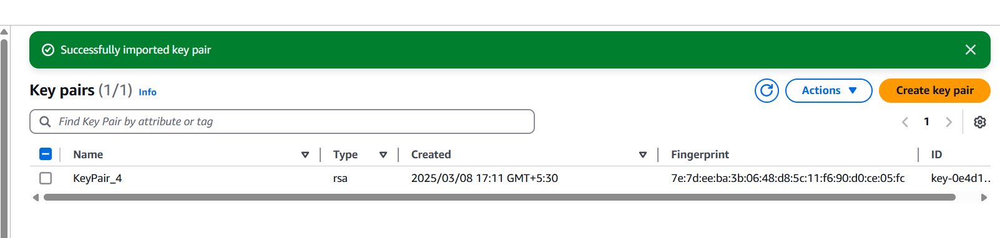 Successfully imported key pair
Key pairs (1/1) Info
Actions
Create key pair
Find Key Pair by attribute or tag
1
Name Type Created Fingerprint ID
KeyPair_4 rsa 2025/03/08 17:11 GMT+5:30 7e:7d:ee:ba:3b:06:48:d8:5c:11:f6:90:d0:ce:05:fc key-0e4d1..